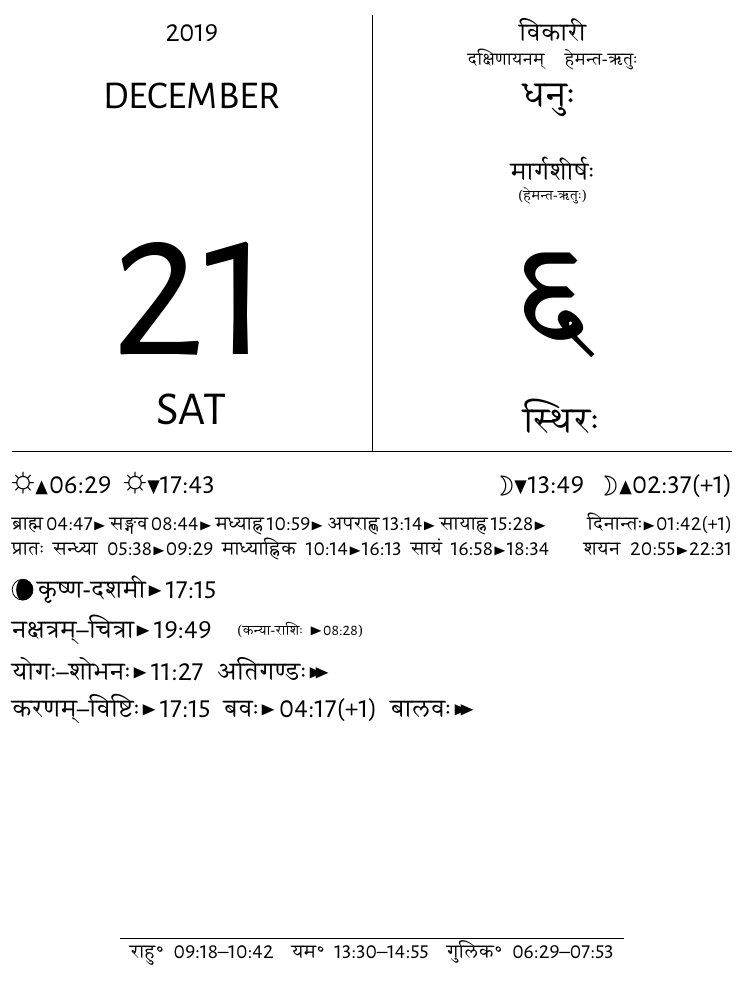 2019
DECEMBER
21
SAT
विकारी
दक्षिणायनम् हेमन्त-ऋतुः
धनुः
मार्गशीर्षः
(हेमन्त-ऋतुः)
६
स्थिरः
☼▲06:29 ☼▼17:43 ☽▼13:49 ☽▲02:37(+1)
ब्राह्म 04:47► सङ्गव 08:44► मध्याह्न 10:59► अपराह्ण 13:14► सायाह्न 15:28► दिनान्तः►01:42(+1)
प्रातः सन्ध्या 05:38►09:29 माध्याह्निक 10:14►16:13 सायं 16:58►18:34 शयन 20:55►22:31
कृष्ण-दशमी►17:15
नक्षत्रम्–चित्रा►19:49 (कन्या-राशिः ►08:28)
योगः–शोभनः►11:27 अतिगण्डः►►
करणम्–विष्टिः►17:15 बवः►04:17(+1) बालवः►►
राहु॰ 09:18–10:42 यम॰ 13:30–14:55 गुलिक॰ 06:29–07:53